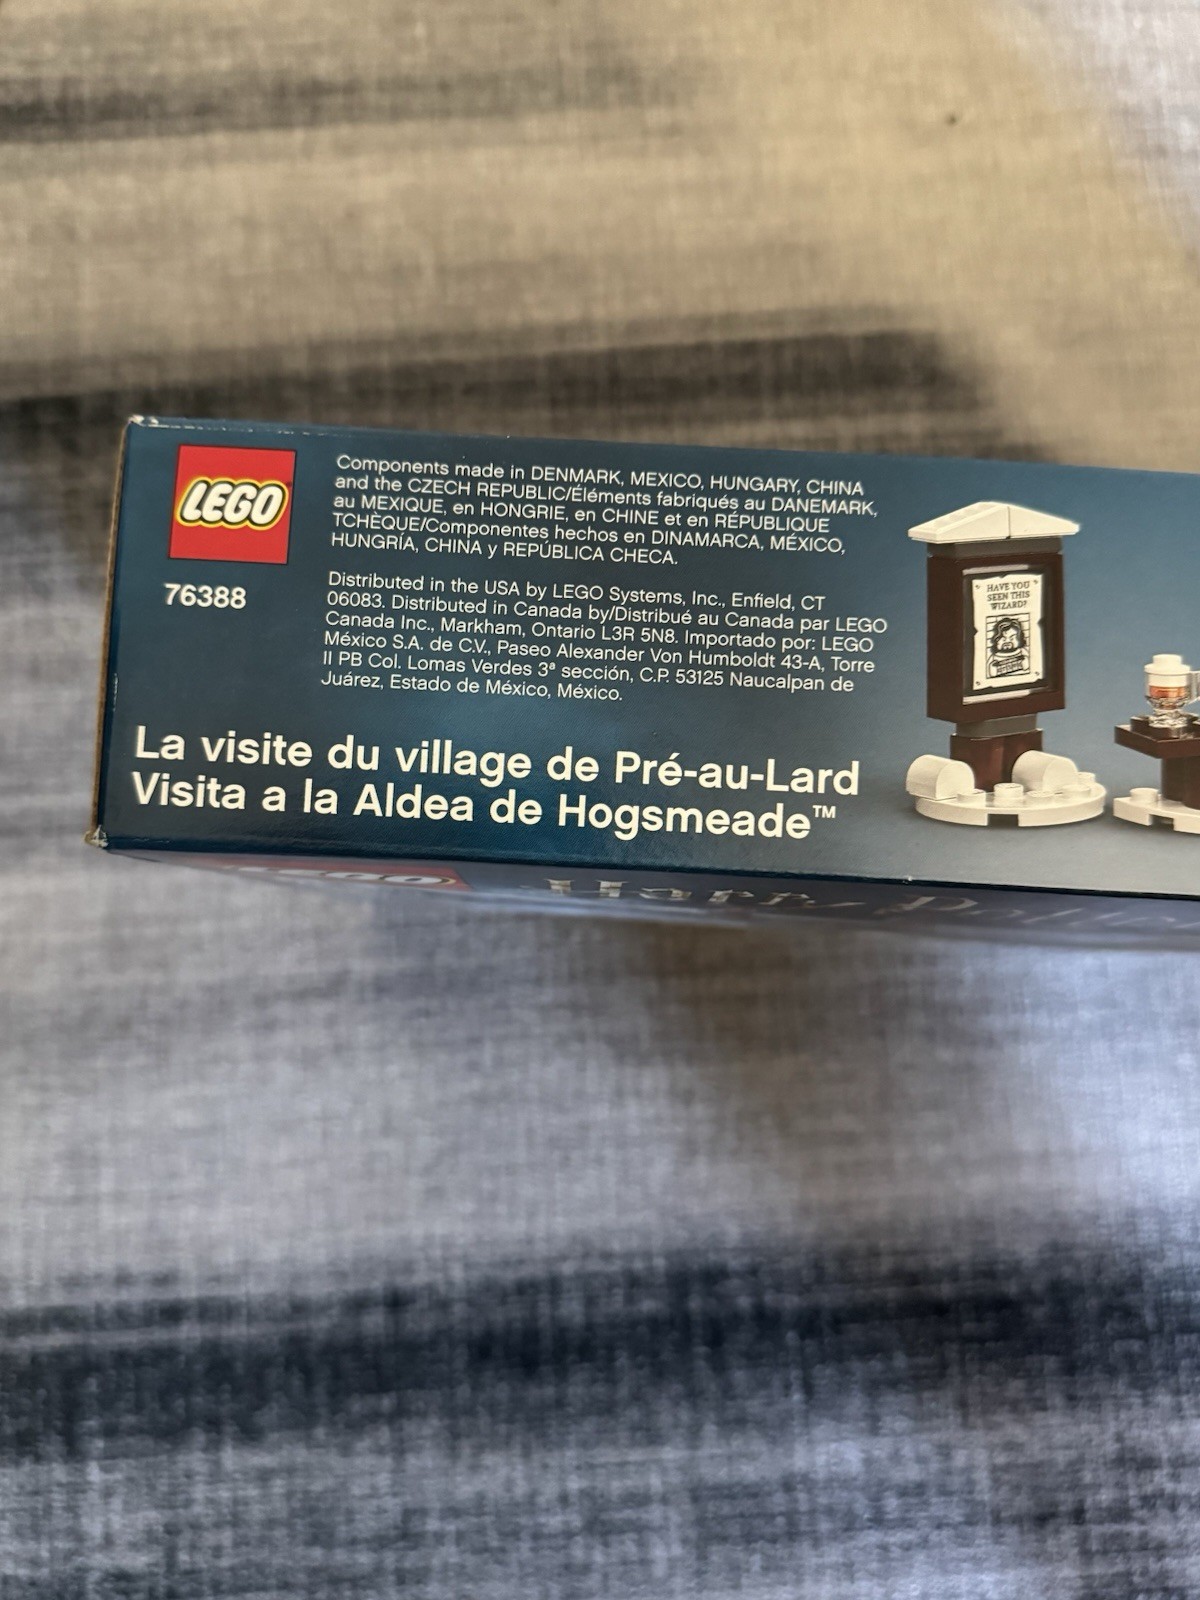 LEGO
76388
Components made in DENMARK, MEXICO, HUNGARY, CHINA
and the CZECH REPUBLIC/Éléments fabriqués au DANEMARK,
au MEXIQUE, en HONGRIE, en CHINE et en RÉPUBLIQUE
TCHÈQUE/Componentes hechos en DINAMARCA, MÉXICO,
HUNGRÍA, CHINA y REPÚBLICA CHECA.
Distributed in the USA by LEGO Systems, Inc., Enfield, CT
06083. Distributed in Canada by/Distribué au Canada par LEGO
Canada Inc., Markham, Ontario L3R 5N8. Importado por: LEGO
México S.A. de C.V., Paseo Alexander Von Humboldt 43-A, Torre
II PB Col. Lomas Verdes 3ª sección, C.P. 53125 Naucalpan de
Juárez, Estado de México, México.
La visite du village de Pré-au-Lard
Visita a la Aldea de Hogsmeade™
HAVE YOU
SEEN THIS
WIZARD?
LEGO
Harry Potter